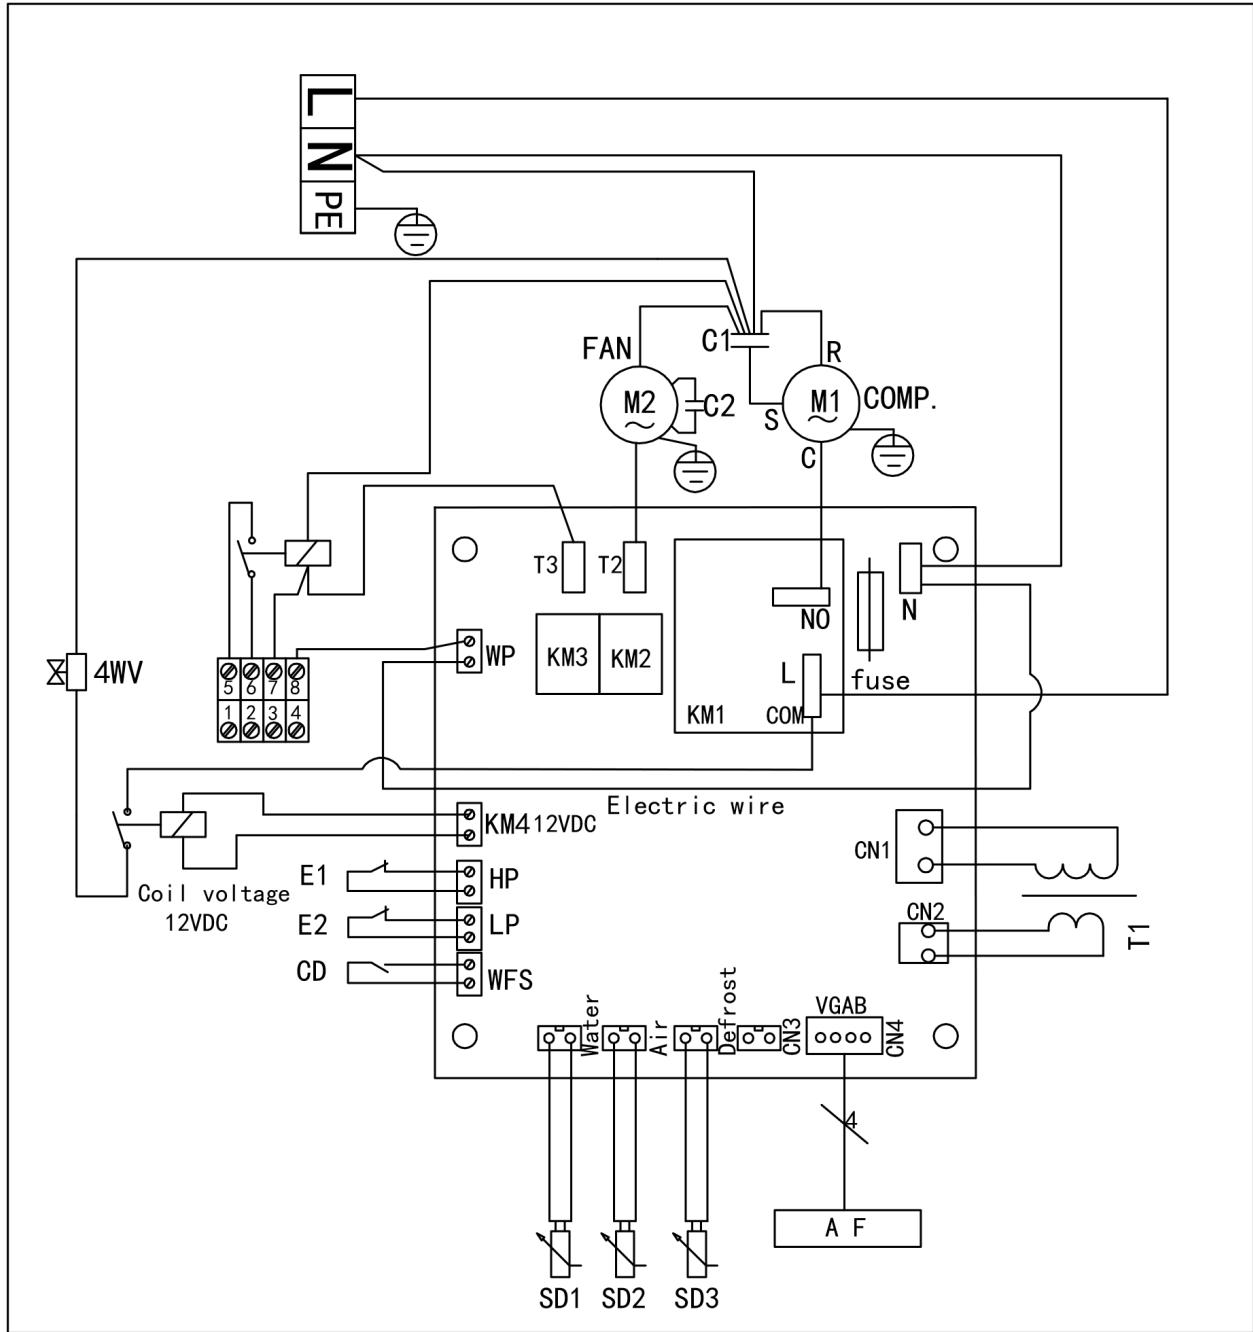 L
N
PE
FAN
C1
R
M2
C2
M1
COMP.
S
C
T3
T2
NO
N
WP
KM3
KM2
L
fuse
4WV
5 6 7 8
1 2 3 4
KM1
COM
Electric wire
KM4 12VDC
CN1
E1
HP
Coil voltage
12VDC
E2
LP
CN2
T1
CD
WFS
Water
Air
Defrost
CN3
VGAB
CN4
4
A F
SD1
SD2
SD3